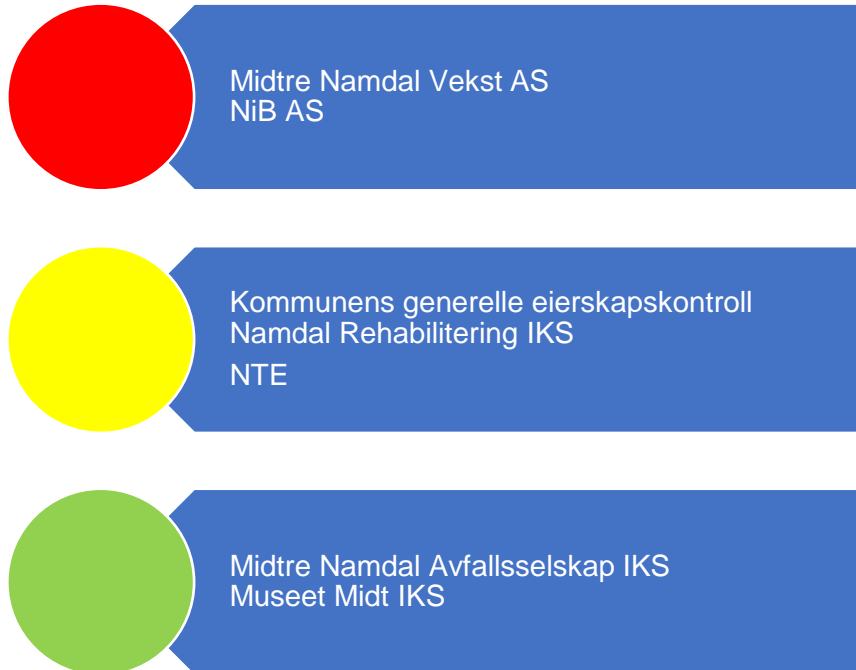 Midtre Namdal Vekst AS
NiB AS
Kommunens generelle eierskapskontroll
Namdal Rehabilitering IKS
NTE
Midtre Namdal Avfallsselskap IKS
Museet Midt IKS